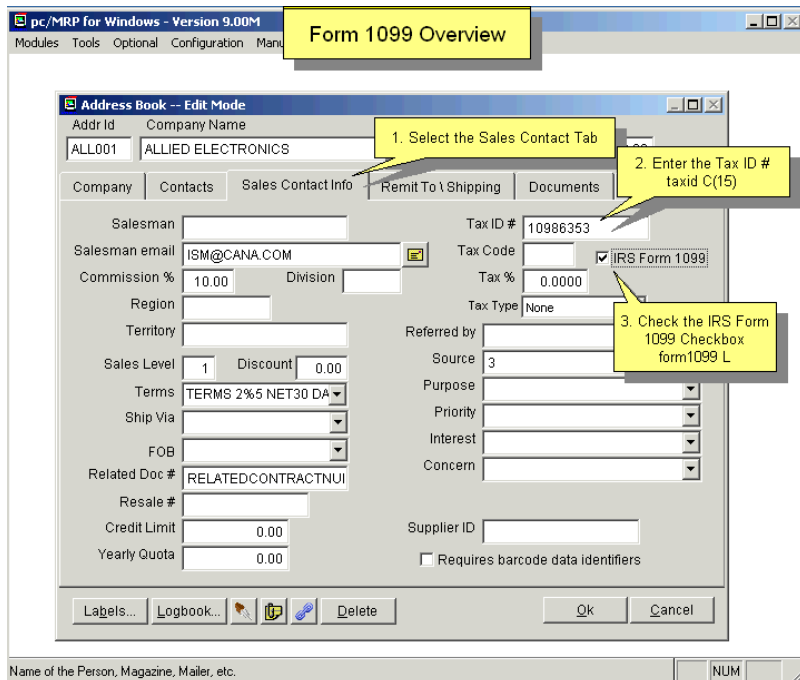 pc/MRP for Windows - Version 9.00M
Form 1099 Overview
Modules Tools Optional Configuration
Address Book -- Edit Mode
Addr Id Company Name
ALL001 ALLIED ELECTRONICS
1. Select the Sales Contact Tab
2. Enter the Tax ID #
taxid C(15)
Company Contacts Sales Contact Info Remit To \ Shipping Documents
Salesman
Tax ID # 10986353
Salesman email ISM@CANA.COM
Tax Code
IRS Form 1099
Commission % 10.00 Division
Tax % 0.0000
Region
Tax Type None
Territory
Referred by
3. Check the IRS Form
1099 Checkbox
form1099 L
Sales Level 1 Discount 0.00
Source 3
Terms TERMS 2%5 NET30 DA
Purpose
Ship Via
Priority
FOB
Interest
Related Doc # RELATEDCONTRACTNUI
Concern
Resale #
Credit Limit 0.00
Supplier ID
Yearly Quota 0.00
Requires barcode data identifiers
Labels... Logbook... Delete Ok Cancel
Name of the Person, Magazine, Mailer, etc. NUM